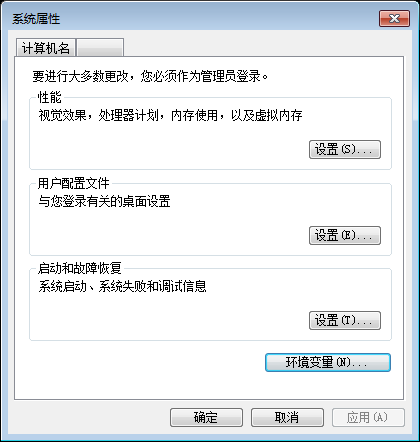 系统属性
计算机名
要进行大多数更改，您必须作为管理员登录。
性能
视觉效果，处理器计划，内存使用，以及虚拟内存
设置(S)...
用户配置文件
与您登录有关的桌面设置
设置(E)...
启动和故障恢复
系统启动、系统失败和调试信息
设置(T)...
环境变量(N)...
确定 取消 应用(A)